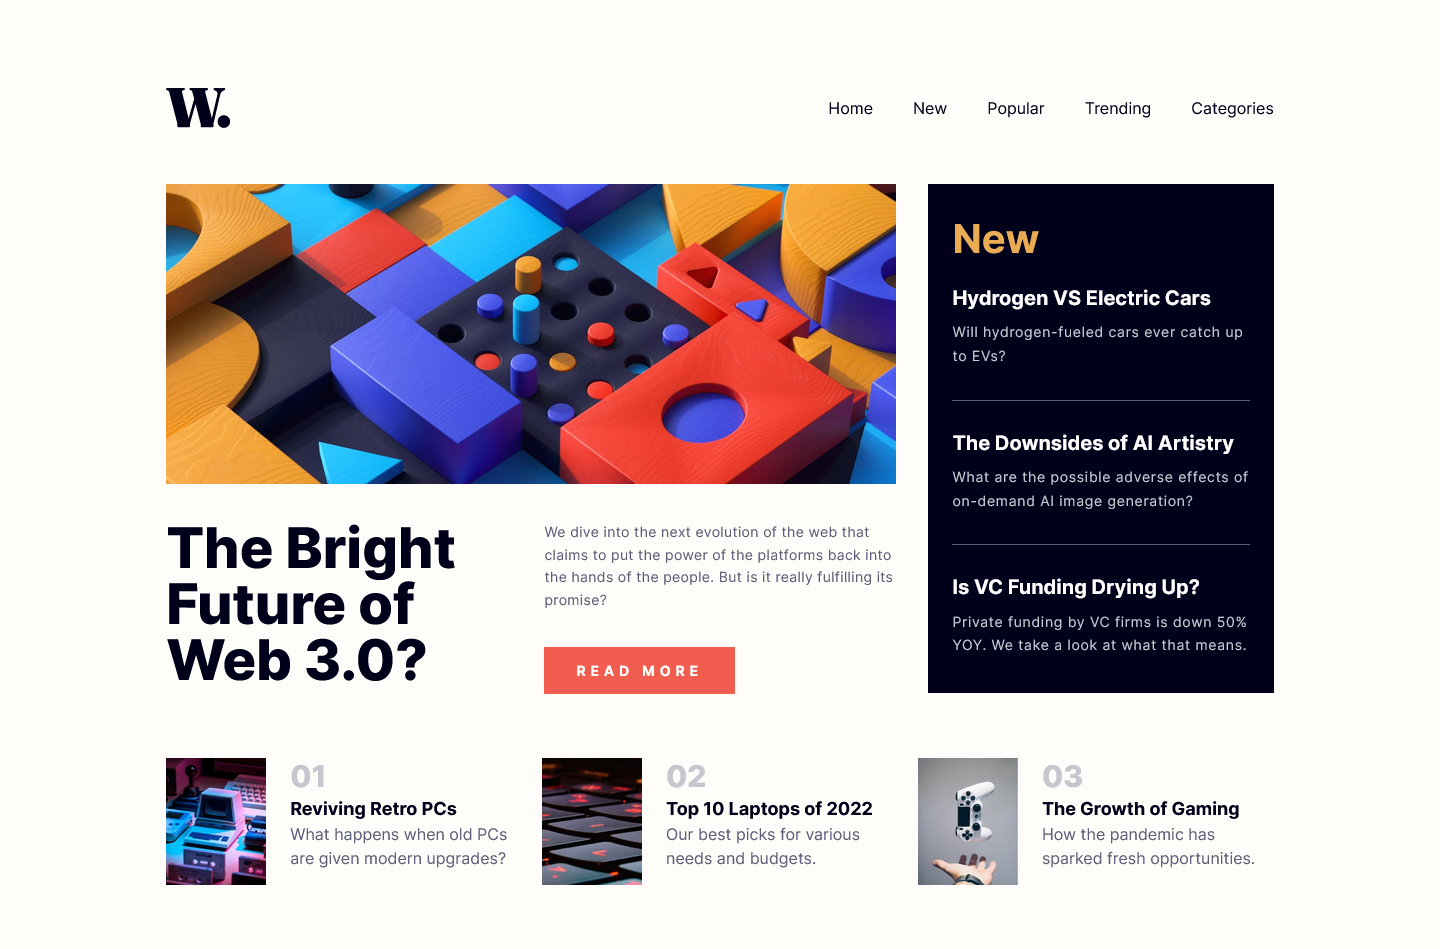 W.
Home
New
Popular
Trending
Categories
The Bright
Future of
Web 3.0?
We dive into the next evolution of the web that
claims to put the power of the platforms back into
the hands of the people. But is it really fulfilling its
promise?
READ MORE
New
Hydrogen VS Electric Cars
Will hydrogen-fueled cars ever catch up
to EVs?
The Downsides of AI Artistry
What are the possible adverse effects of
on-demand AI image generation?
Is VC Funding Drying Up?
Private funding by VC firms is down 50%
YOY. We take a look at what that means.
01
Reviving Retro PCs
What happens when old PCs
are given modern upgrades?
02
Top 10 Laptops of 2022
Our best picks for various
needs and budgets.
03
The Growth of Gaming
How the pandemic has
sparked fresh opportunities.